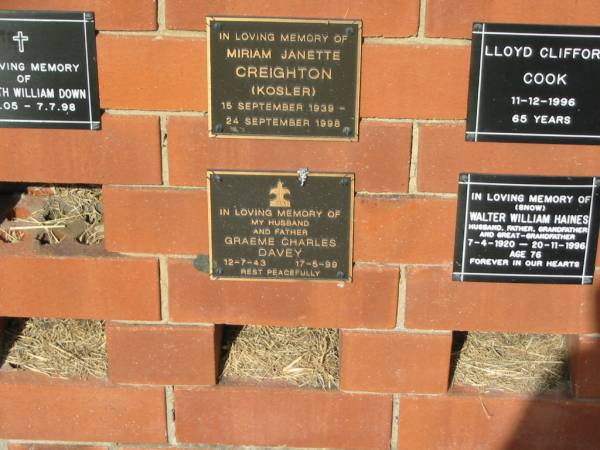 VING MEMORY
OF
TH WILLIAM DOWN
.05 - 7.7.98
IN LOVING MEMORY OF
MIRIAM JANETTE
CREIGHTON
(KOSLER)
15 SEPTEMBER 1939 -
24 SEPTEMBER 1998
LLOYD CLIFFOR
COOK
11-12-1996
65 YEARS
IN LOVING MEMORY OF
MY HUSBAND
AND FATHER
GRAEME CHARLES
DAVEY
12-7-43 17-5-99
REST PEACEFULLY
IN LOVING MEMORY OF
(SNOW)
WALTER WILLIAM HAINES
HUSBAND, FATHER, GRANDFATHER
AND GREAT-GRANDFATHER
7-4-1920 — 20-11-1996
AGE 76
FOREVER IN OUR HEARTS